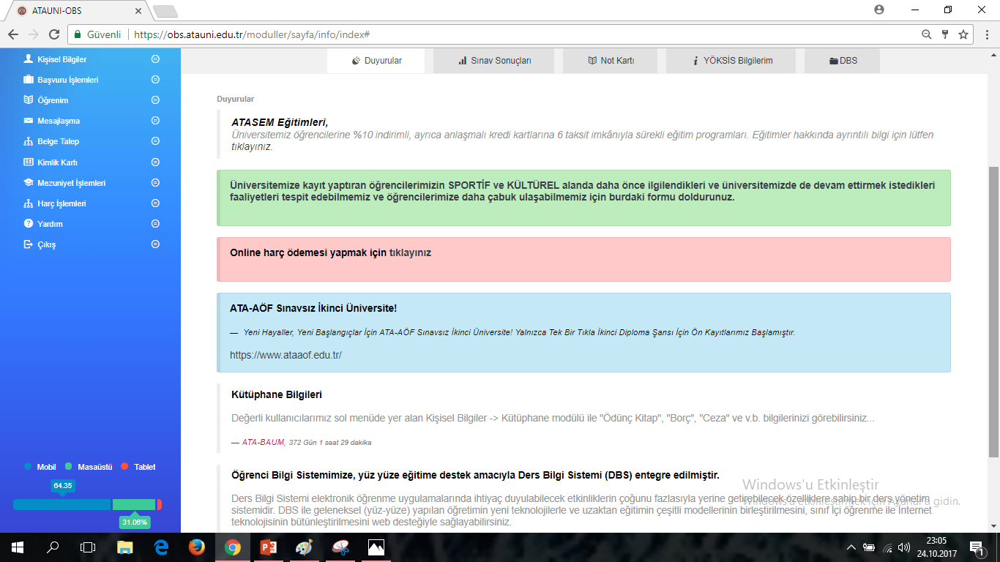 ATAUNI-OBS
Güvenli
https://obs.atauni.edu.tr/moduller/sayfa/info/index#
Kişisel Bilgiler
Başvuru İşlemleri
Öğrenim
Mesajlaşma
Belge Talep
Kimlik Kartı
Mezuniyet İşlemleri
Harç İşlemleri
Yardım
Çıkış
Mobil Masaüstü Tablet
64.35
31.06%
Duyurular Sınav Sonuçları Not Kartı YÖKSİS Bilgilerim DBS
Duyurular
ATASEM Eğitimleri,
Üniversitemiz öğrencilerine %10 indirimli, ayrıca anlaşmalı kredi kartlarına 6 taksit imkânıyla sürekli eğitim programları. Eğitimler hakkında ayrıntılı bilgi için lütfen
tıklayınız.
Üniversitemize kayıt yaptıran öğrencilerimizin SPORTİF ve KÜLTÜREL alanda daha önce ilgilendikleri ve üniversitemizde de devam ettirmek istedikleri
faaliyetleri tespit edebilmemiz ve öğrencilerimize daha çabuk ulaşabilmemiz için burdaki formu doldurunuz.
Online harç ödemesi yapmak için tıklayınız
ATA-AÖF Sınavsız İkinci Üniversite!
— Yeni Hayaller, Yeni Başlangıçlar İçin ATA-AÖF Sınavsız İkinci Üniversite! Yalnızca Tek Bir Tıkla İkinci Diploma Şansı İçin Ön Kayıtlarımız Başlamıştır.
https://www.ataaof.edu.tr/
Kütüphane Bilgileri
Değerli kullanıcılarımız sol menüde yer alan Kişisel Bilgiler -> Kütüphane modülü ile "Ödünç Kitap", "Borç", "Ceza" ve v.b. bilgilerinizi görebilirsiniz...
— ATA-BAUM, 372 Gün 1 saat 29 dakika
Öğrenci Bilgi Sistemimize, yüz yüze eğitime destek amacıyla Ders Bilgi Sistemi (DBS) entegre edilmiştir.
Ders Bilgi Sistemi elektronik öğrenme uygulamalarında ihtiyaç duyulabilecek etkinliklerin çoğunu fazlasıyla yerine getirebilecek özelliklere sahip bir ders yönetim
sistemidir. DBS ile geleneksel (yüz-yüze) yapılan öğretimin yeni teknolojilerle ve uzaktan eğitimin çeşitli modellerinin birleştirilmesini, sınıf İçi öğrenme ile İnternet
teknolojisinin bütünleştirilmesini web desteğiyle sağlayabilirsiniz.
Windows'u Etkinleştir
Windows'u etkinleştirmek için Ayarlar'a gidin.
23:05
24.10.2017
1